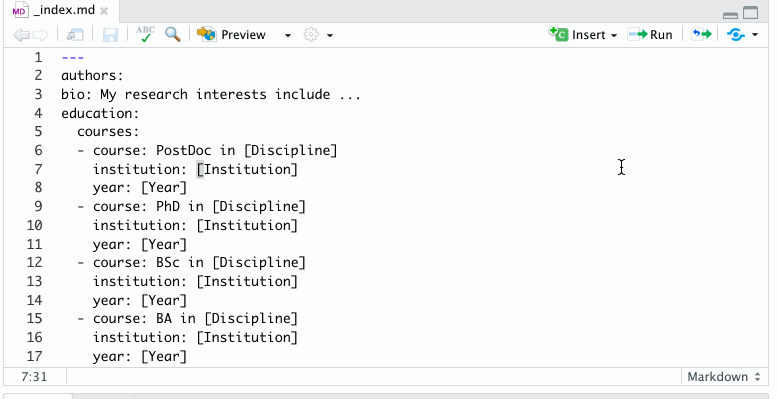 MD _index.md
ABC Preview Insert Run
1 ---
2 authors:
3 bio: My research interests include ...
4 education:
5 courses:
6 - course: PostDoc in [Discipline]
7 institution: [Institution]
8 year: [Year]
9 - course: PhD in [Discipline]
10 institution: [Institution]
11 year: [Year]
12 - course: BSc in [Discipline]
13 institution: [Institution]
14 year: [Year]
15 - course: BA in [Discipline]
16 institution: [Institution]
17 year: [Year]
7:31 Markdown